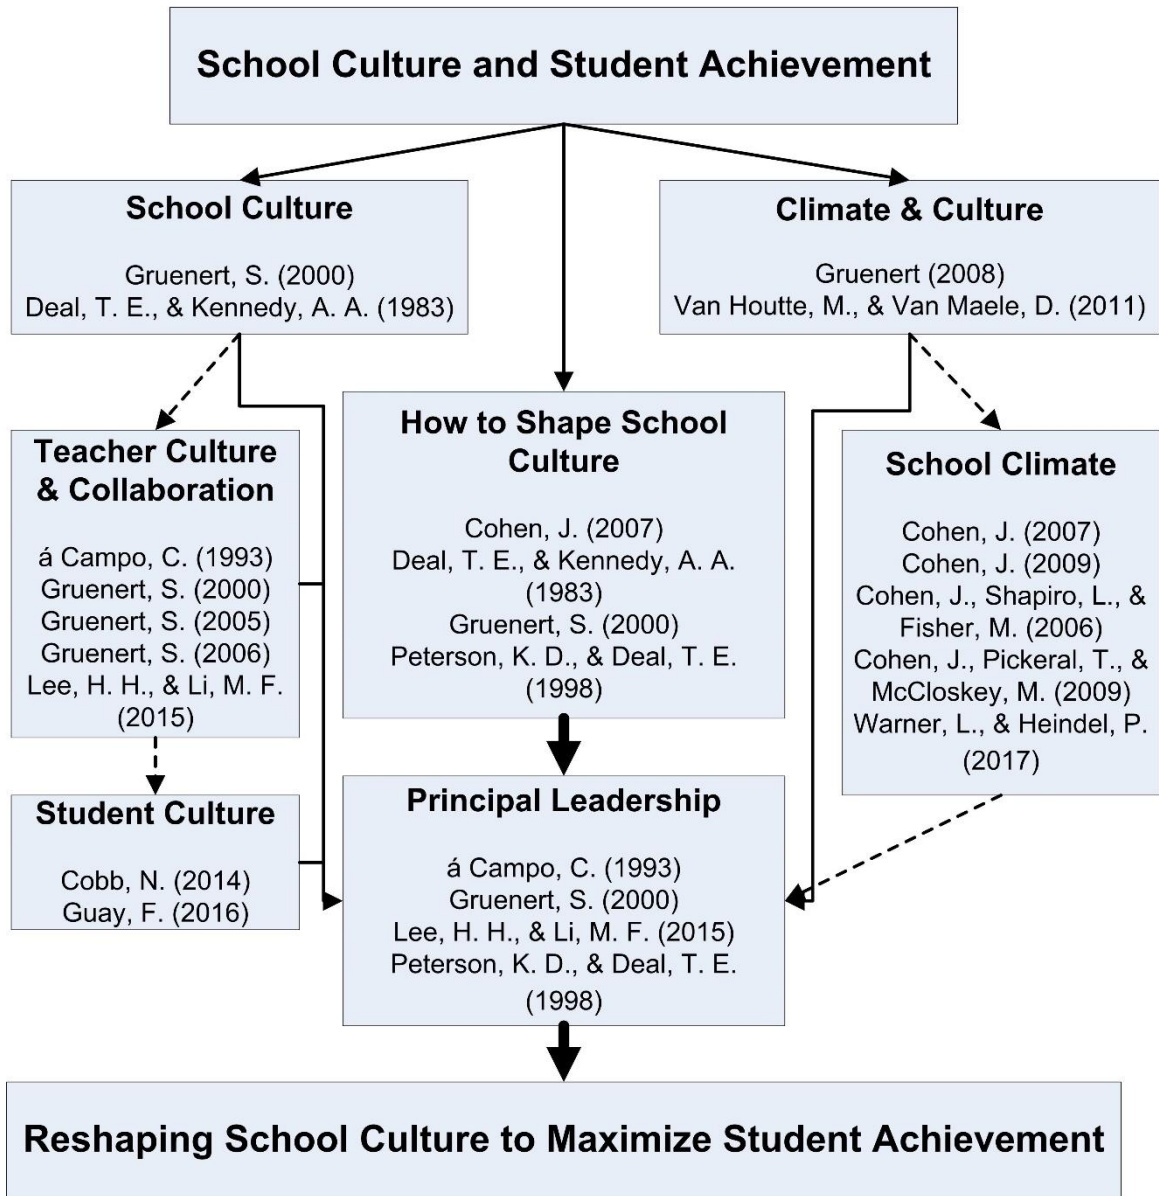 School Culture and Student Achievement
School Culture
Gruenert, S. (2000)
Deal, T. E., & Kennedy, A. A. (1983)
Climate & Culture
Gruenert (2008)
Van Houtte, M., & Van Maele, D. (2011)
Teacher Culture
& Collaboration
á Campo, C. (1993)
Gruenert, S. (2000)
Gruenert, S. (2005)
Gruenert, S. (2006)
Lee, H. H., & Li, M. F.
(2015)
How to Shape School
Culture
Cohen, J. (2007)
Deal, T. E., & Kennedy, A. A.
(1983)
Gruenert, S. (2000)
Peterson, K. D., & Deal, T. E.
(1998)
School Climate
Cohen, J. (2007)
Cohen, J. (2009)
Cohen, J., Shapiro, L., &
Fisher, M. (2006)
Cohen, J., Pickeral, T., &
McCloskey, M. (2009)
Warner, L., & Heindel, P.
(2017)
Student Culture
Cobb, N. (2014)
Guay, F. (2016)
Principal Leadership
á Campo, C. (1993)
Gruenert, S. (2000)
Lee, H. H., & Li, M. F. (2015)
Peterson, K. D., & Deal, T. E.
(1998)
Reshaping School Culture to Maximize Student Achievement